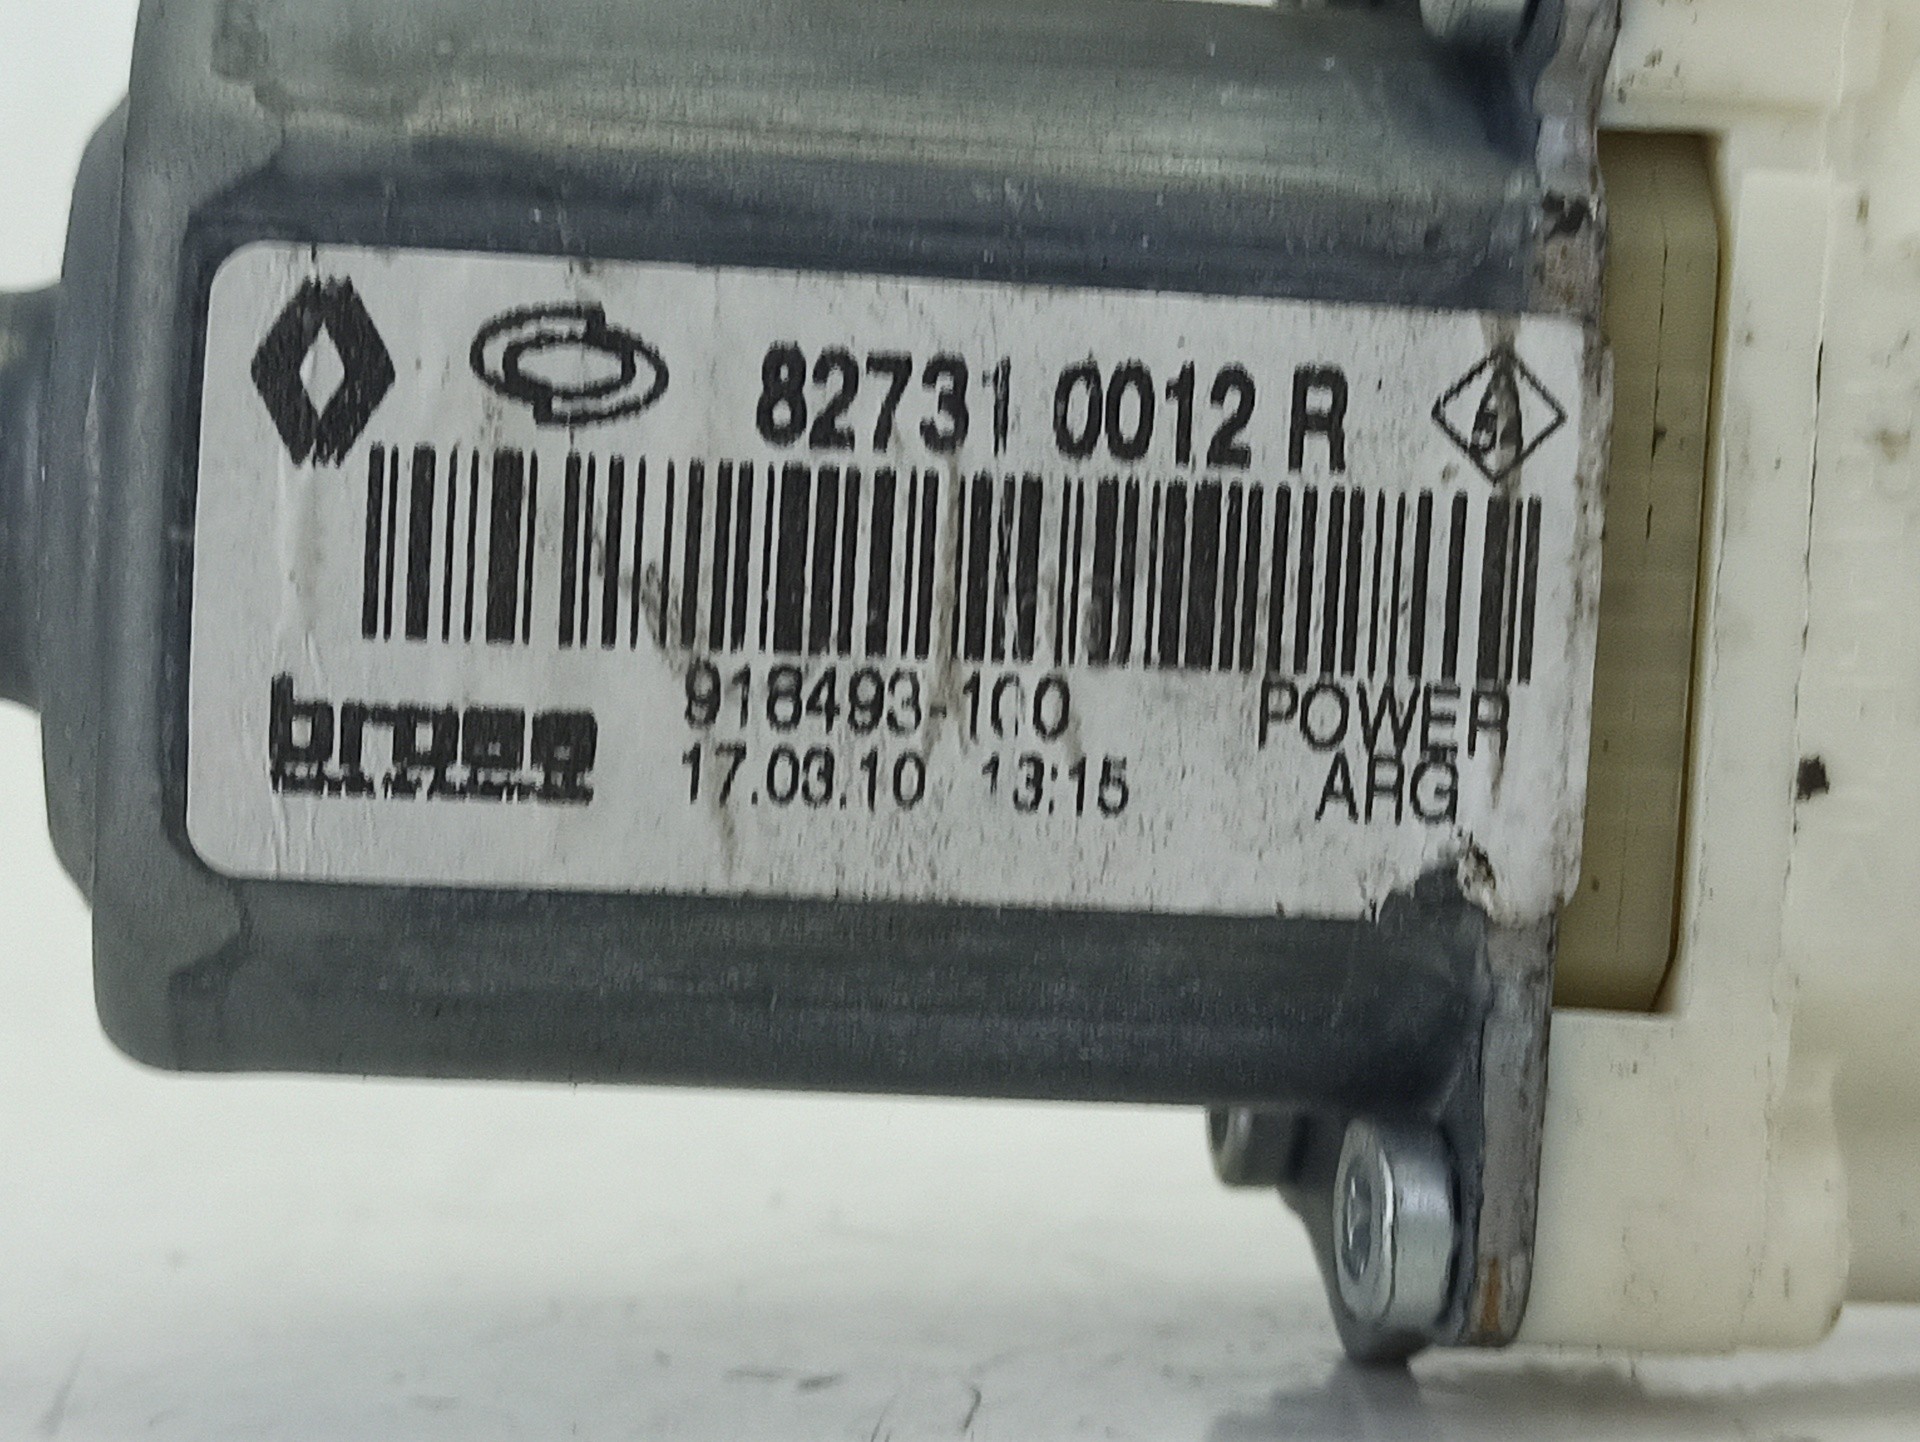 82731 0012 R
brose
918493-100
POWER
17.03.10 13:15
ARG